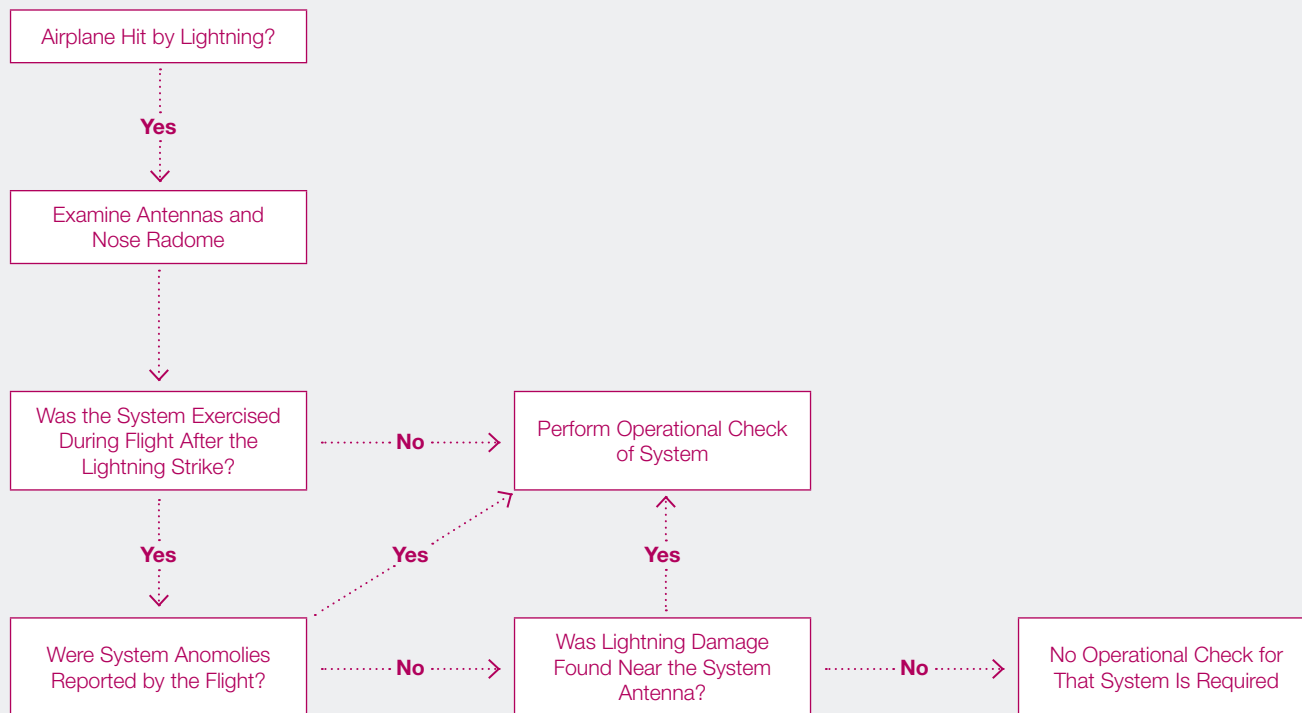 Airplane Hit by Lightning?
Yes
Examine Antennas and
Nose Radome
Was the System Exercised
During Flight After the
Lightning Strike?
No
Perform Operational Check
of System
Yes
Yes
Yes
Were System Anomolies
Reported by the Flight?
No
Was Lightning Damage
Found Near the System
Antenna?
No
No Operational Check for
That System Is Required